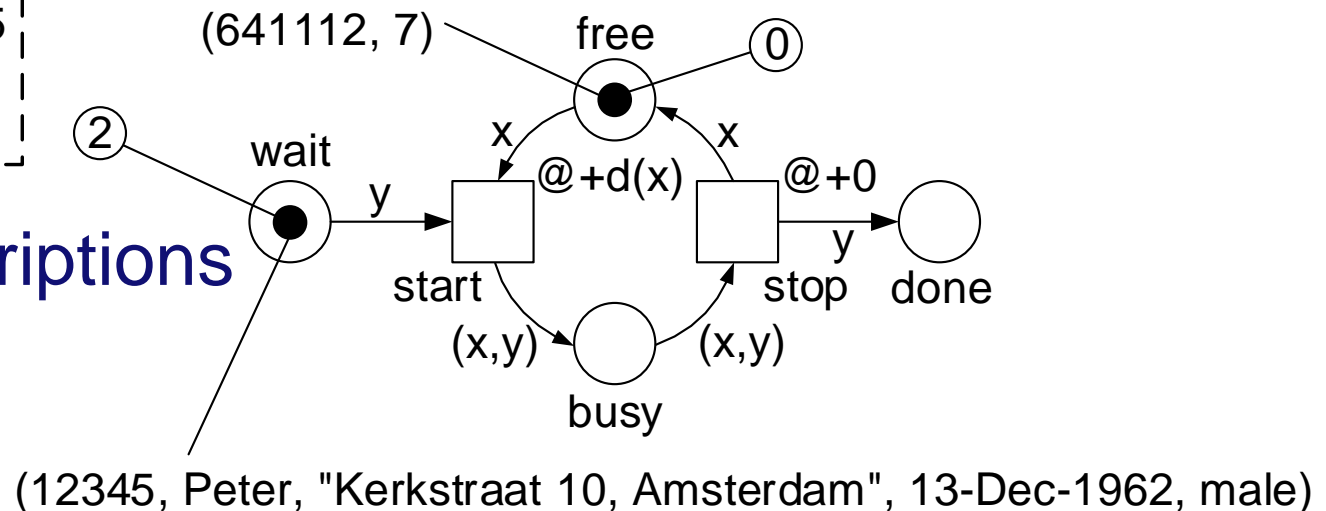 5
(641112, 7)
free
0
2
wait
x
x
y
@+d(x)
@+0
y
riptions
start
stop
done
(x,y)
(x,y)
busy
(12345, Peter, "Kerkstraat 10, Amsterdam", 13-Dec-1962, male)